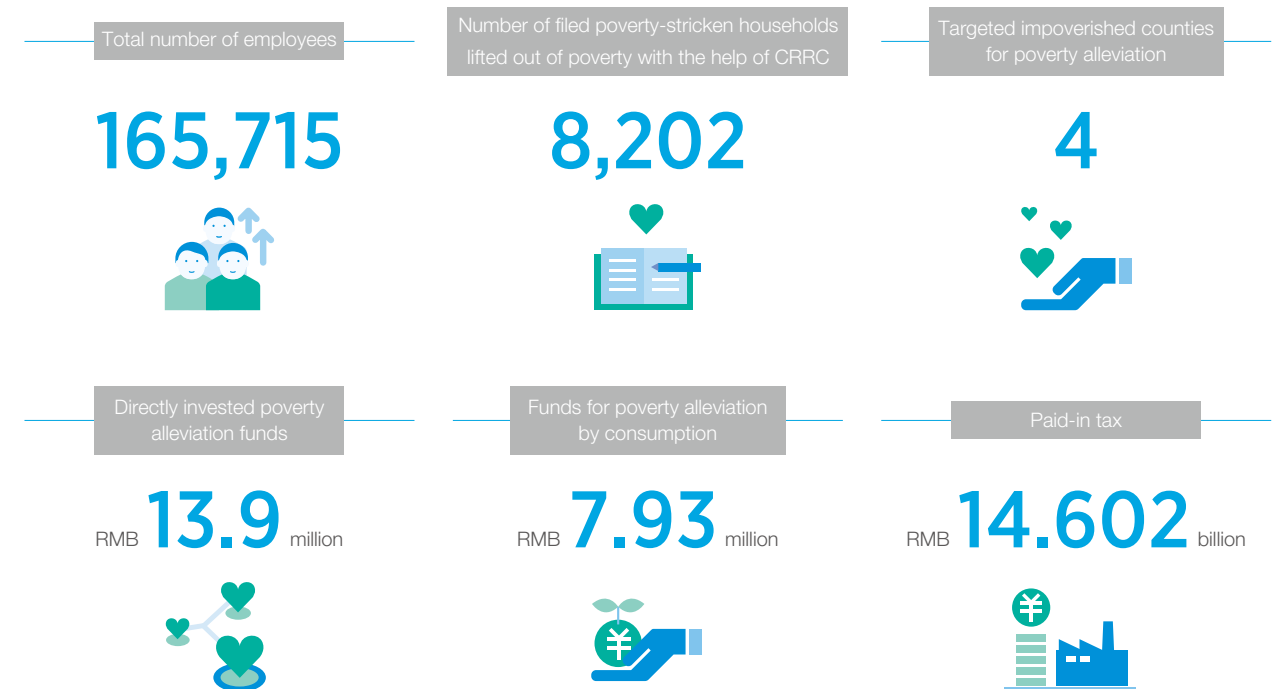 Total number of employees
165,715
Number of filed poverty-stricken households
lifted out of poverty with the help of CRRC
8,202
Targeted impoverished counties
for poverty alleviation
4
Directly invested poverty
alleviation funds
RMB 13.9 million
Funds for poverty alleviation
by consumption
RMB 7.93 million
Paid-in tax
RMB 14.602 billion
¥
¥